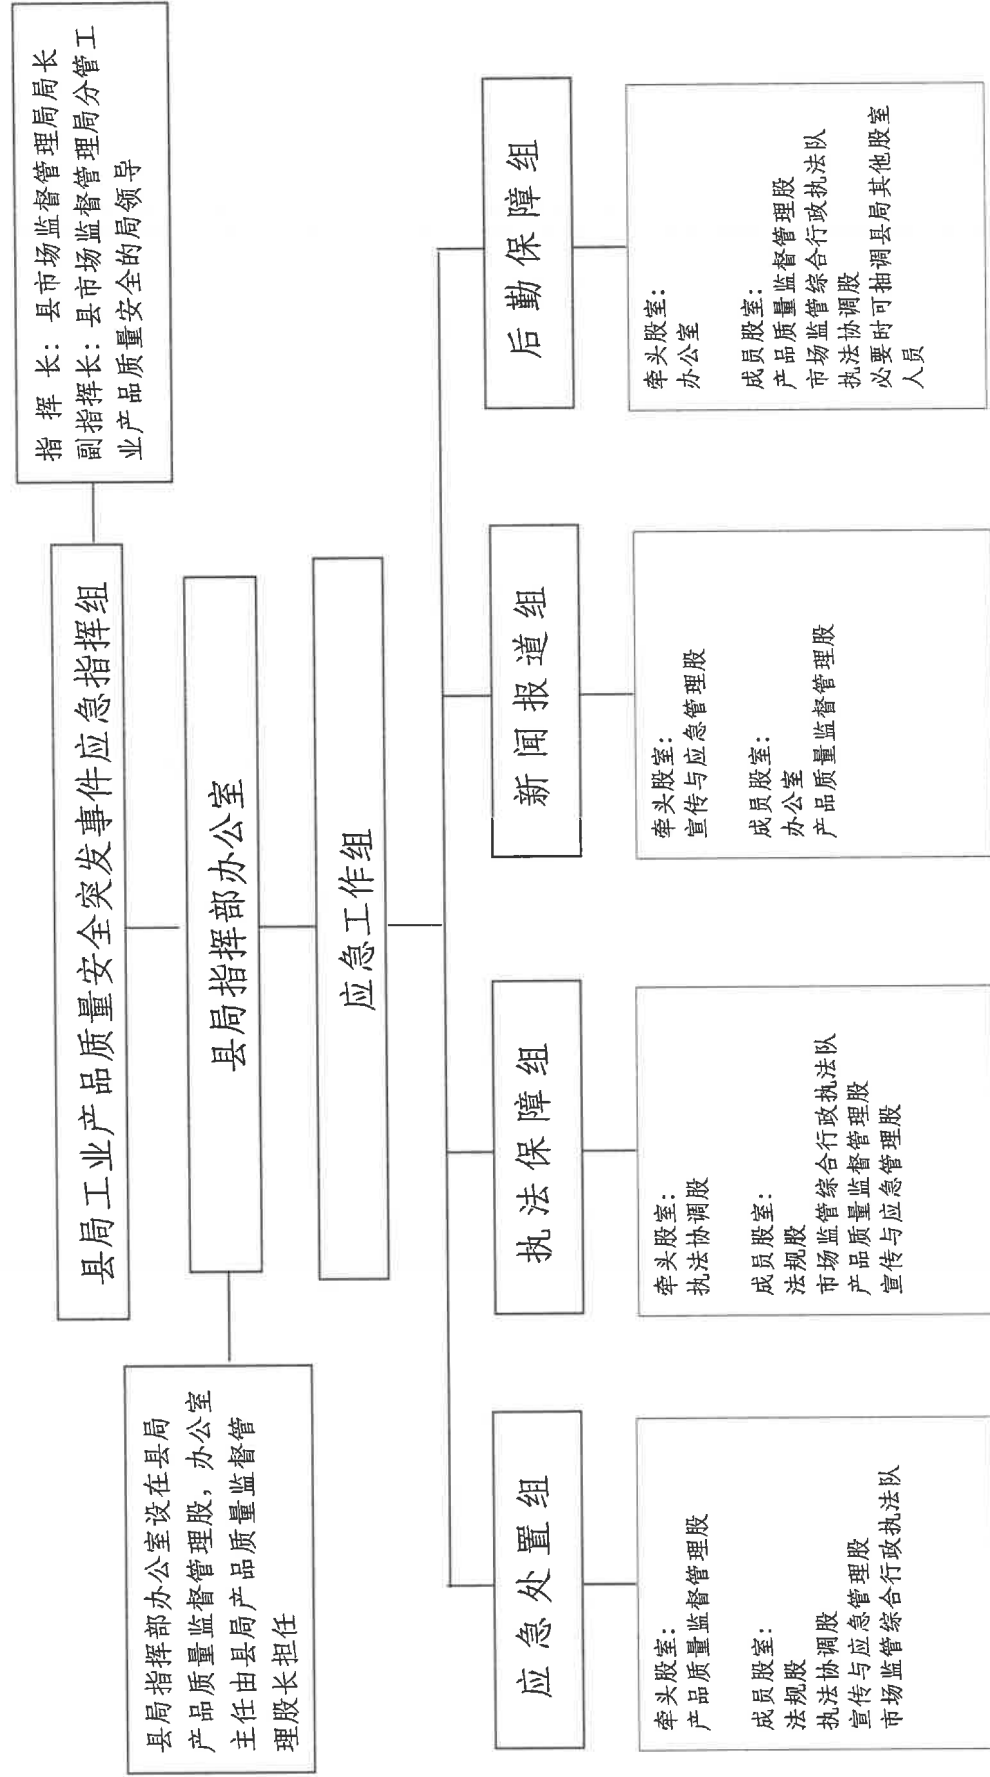 指 挥 长：县市场监督管理局局长
副指挥长：县市场监督管理局分管工
业产品质量安全的局领导
县局工业产品质量安全突发事件应急指挥组
县局指挥部办公室
县局指挥部办公室设在县局
产品质量监督管理股，办公室
主任由县局产品质量监督管
理股长担任
应急工作组
应急处置组
牵头股室：
产品质量监督管理股
成员股室：
法规股
执法协调股
宣传与应急管理股
市场监管综合行政执法队
执法保障组
牵头股室：
执法协调股
成员股室：
法规股
市场监管综合行政执法队
产品质量监督管理股
宣传与应急管理股
新闻报道组
牵头股室：
宣传与应急管理股
成员股室：
办公室
产品质量监督管理股
后勤保障组
牵头股室：
办公室
成员股室：
产品质量监督管理股
市场监管综合行政执法队
执法协调股
必要时可抽调县局其他股室
人员